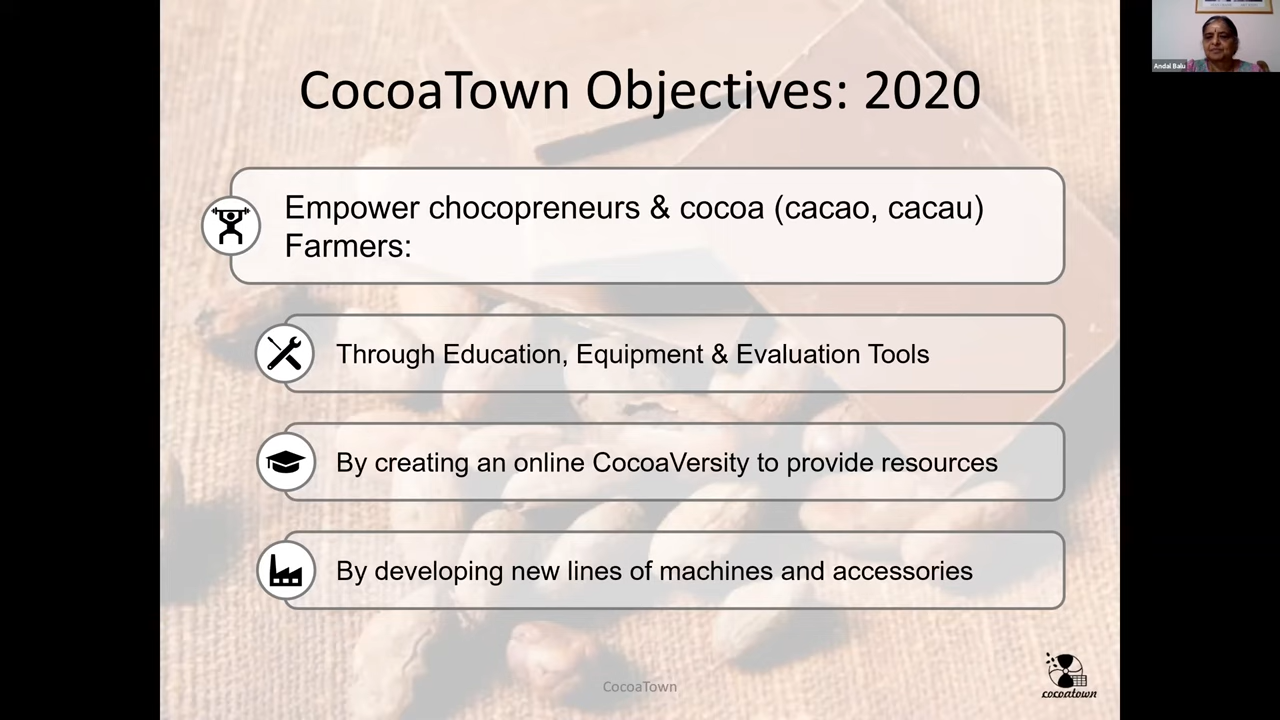 CocoaTown Objectives: 2020
Andal Balu
Empower chocopreneurs & cocoa (cacao, cacau)
Farmers:
Through Education, Equipment & Evaluation Tools
By creating an online CocoaVersity to provide resources
By developing new lines of machines and accessories
CocoaTown
cocoatown